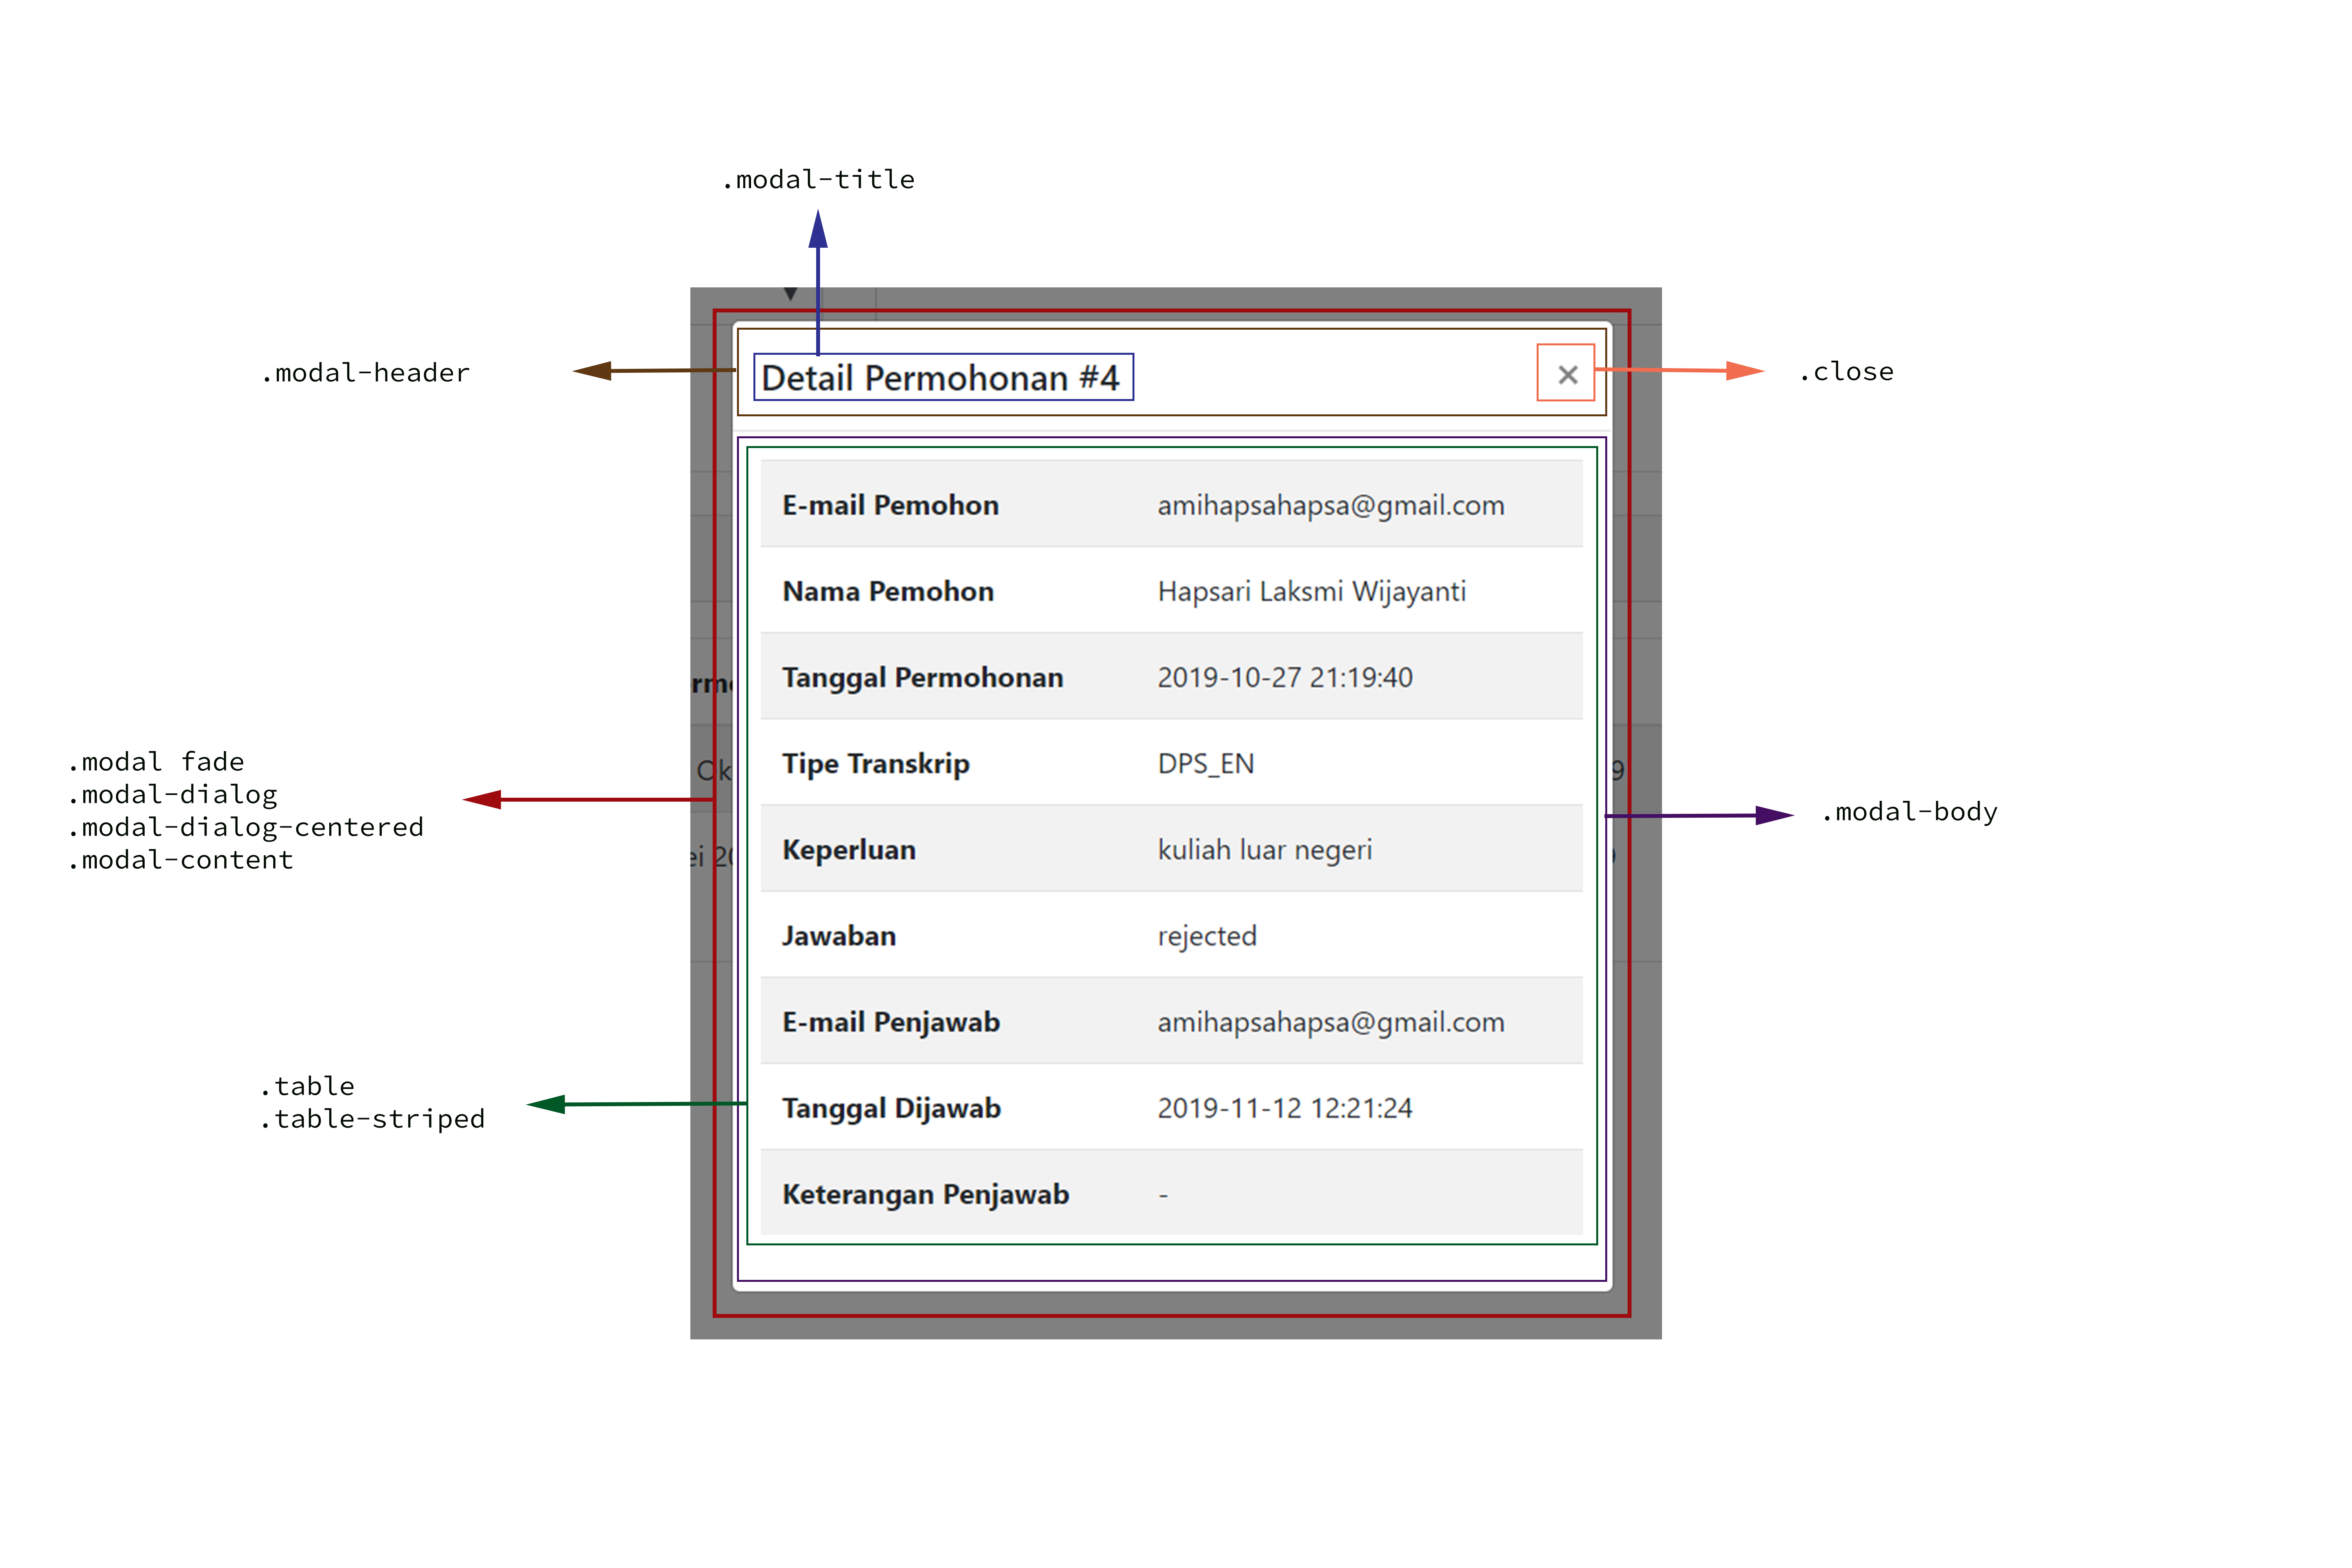 .modal-title
.modal-header
Detail Permohonan #4
×
.close
E-mail Pemohon amihapsahapsa@gmail.com
Nama Pemohon Hapsari Laksmi Wijayanti
Tanggal Permohonan 2019-10-27 21:19:40
Tipe Transkrip DPS_EN
Keperluan kuliah luar negeri
Jawaban rejected
E-mail Penjawab amihapsahapsa@gmail.com
Tanggal Dijawab 2019-11-12 12:21:24
Keterangan Penjawab -
.modal fade
.modal-dialog
.modal-dialog-centered
.modal-content
.modal-body
.table
.table-striped